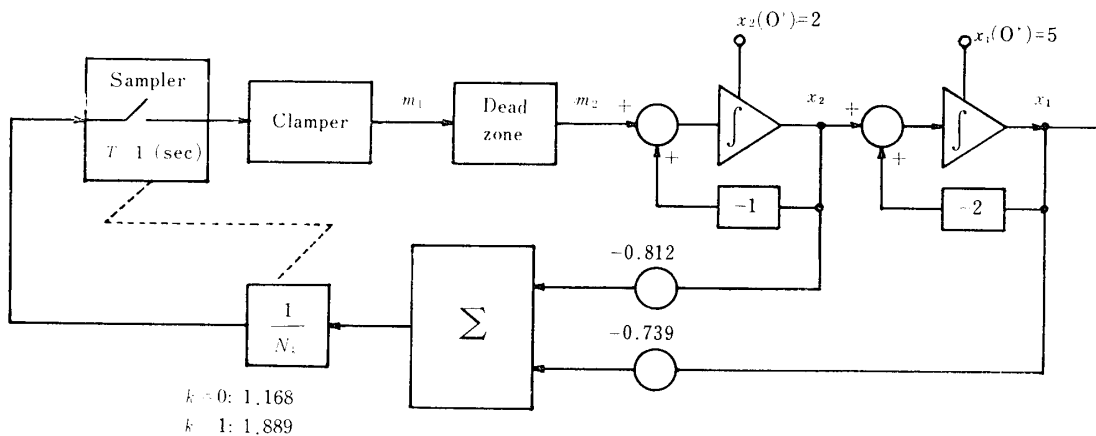 x₂(0⁺)=2
x₁(0⁺)=5
Sampler
T 1 (sec)
Clamper
m₁
Dead
zone
m₂
+
+
∫
x₂
+
+
∫
x₁
-1
-2
-0.812
-0.739
Σ
1
N
k=0: 1.168
k 1: 1.889